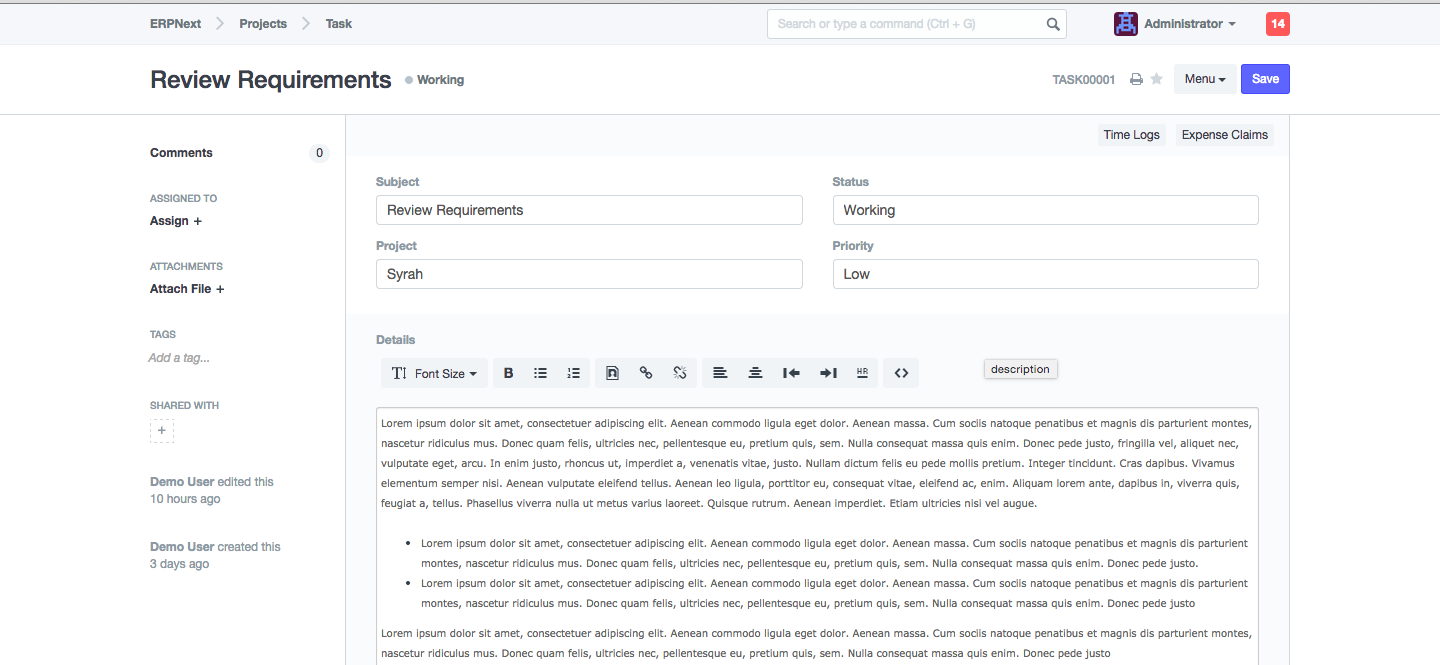 ERPNext Projects Task Search or type a command (Ctrl + G) Administrator 14
Review Requirements Working TASK00001 Menu Save
Time Logs Expense Claims
Comments 0
ASSIGNED TO
Assign +
ATTACHMENTS
Attach File +
TAGS
Add a tag...
SHARED WITH
+
Demo User edited this
10 hours ago
Demo User created this
3 days ago
Subject
Review Requirements
Status
Working
Project
Syrah
Priority
Low
Details
Font Size B HR <>
description
Lorem ipsum dolor sit amet, consectetuer adipiscing elit. Aenean commodo ligula eget dolor. Aenean massa. Cum sociis natoque penatibus et magnis dis parturient montes,
nascetur ridiculus mus. Donec quam felis, ultricies nec, pellentesque eu, pretium quis, sem. Nulla consequat massa quis enim. Donec pede justo, fringilla vel, aliquet nec,
vulputate eget, arcu. In enim justo, rhoncus ut, imperdiet a, venenatis vitae, justo. Nullam dictum felis eu pede mollis pretium. Integer tincidunt. Cras dapibus. Vivamus
elementum semper nisi. Aenean vulputate eleifend tellus. Aenean leo ligula, porttitor eu, consequat vitae, eleifend ac, enim. Aliquam lorem ante, dapibus in, viverra quis,
feugiat a, tellus. Phasellus viverra nulla ut metus varius laoreet. Quisque rutrum. Aenean imperdiet. Etiam ultricies nisi vel augue.
• Lorem ipsum dolor sit amet, consectetuer adipiscing elit. Aenean commodo ligula eget dolor. Aenean massa. Cum sociis natoque penatibus et magnis dis parturient
montes, nascetur ridiculus mus. Donec quam felis, ultricies nec, pellentesque eu, pretium quis, sem. Nulla consequat massa quis enim. Donec pede justo.
• Lorem ipsum dolor sit amet, consectetuer adipiscing elit. Aenean commodo ligula eget dolor. Aenean massa. Cum sociis natoque penatibus et magnis dis parturient
montes, nascetur ridiculus mus. Donec quam felis, ultricies nec, pellentesque eu, pretium quis, sem. Nulla consequat massa quis enim. Donec pede justo
Lorem ipsum dolor sit amet, consectetuer adipiscing elit. Aenean commodo ligula eget dolor. Aenean massa. Cum sociis natoque penatibus et magnis dis parturient montes,
nascetur ridiculus mus. Donec quam felis, ultricies nec, pellentesque eu, pretium quis, sem. Nulla consequat massa quis enim. Donec pede justo